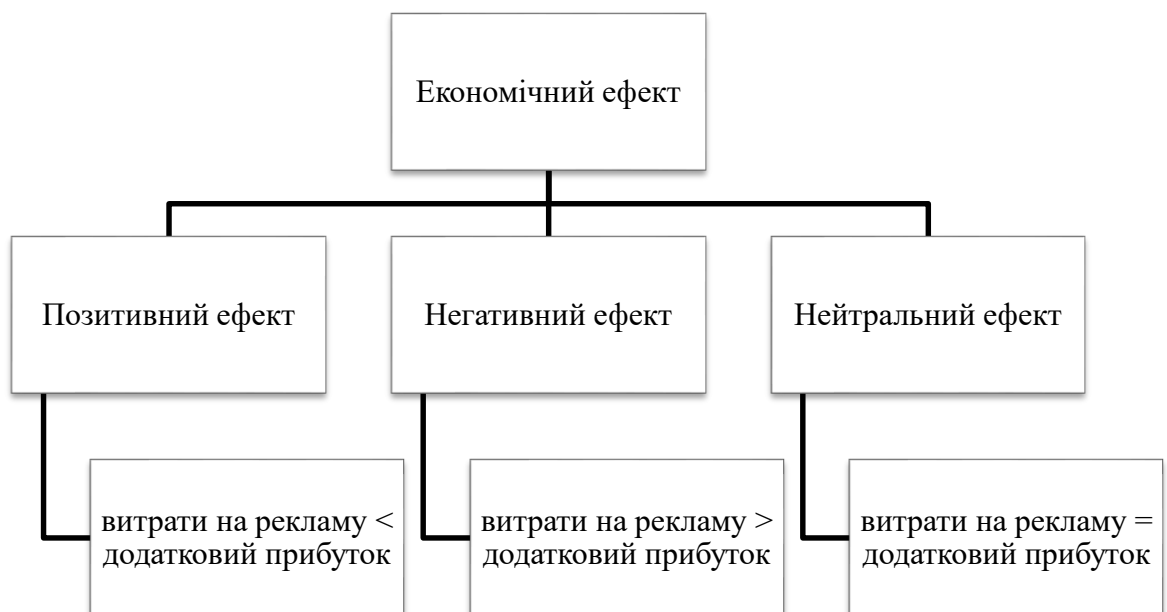 Економічний ефект
Позитивний ефект
Негативний ефект
Нейтральний ефект
витрати на рекламу <
додатковий прибуток
витрати на рекламу >
додатковий прибуток
витрати на рекламу =
додатковий прибуток